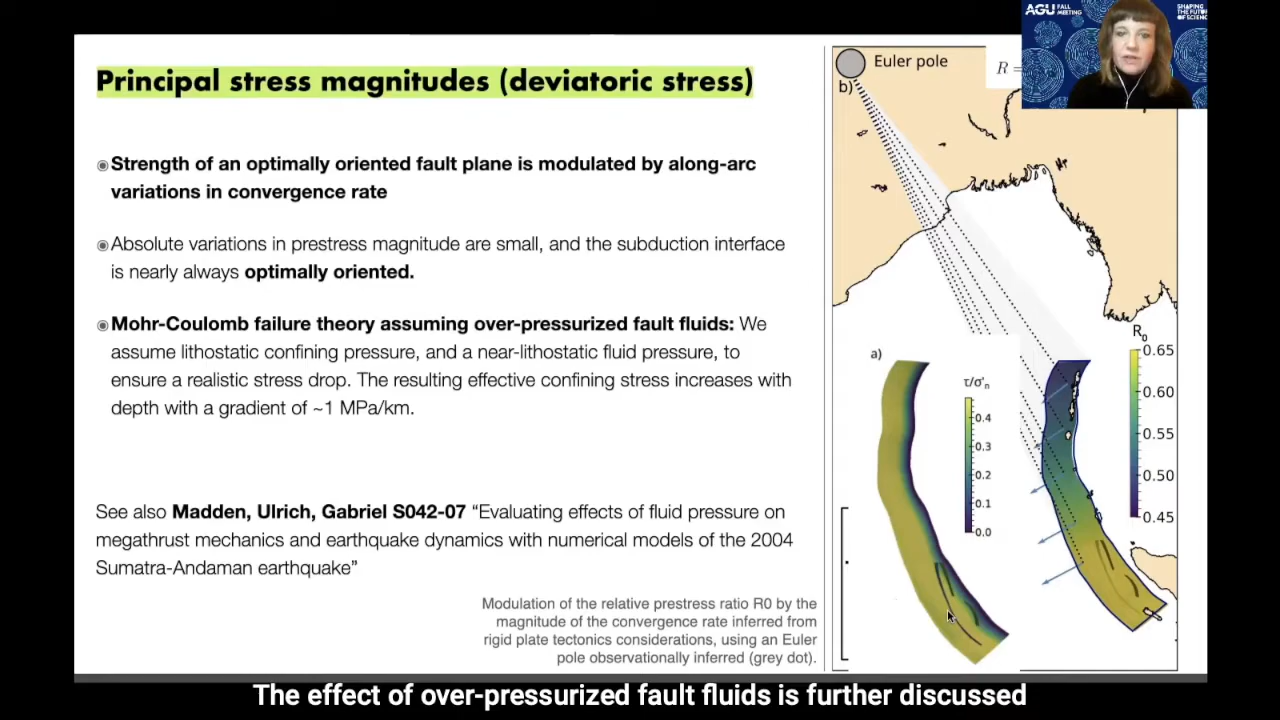 AGU FALL MEETING
SHAPING THE FUTURE OF SCIENCE
Principal stress magnitudes (deviatoric stress)
Strength of an optimally oriented fault plane is modulated by along-arc
variations in convergence rate
Absolute variations in prestress magnitude are small, and the subduction interface
is nearly always optimally oriented.
Mohr-Coulomb failure theory assuming over-pressurized fault fluids: We
assume lithostatic confining pressure, and a near-lithostatic fluid pressure, to
ensure a realistic stress drop. The resulting effective confining stress increases with
depth with a gradient of ~1 MPa/km.
See also Madden, Ulrich, Gabriel S042-07 “Evaluating effects of fluid pressure on
megathrust mechanics and earthquake dynamics with numerical models of the 2004
Sumatra-Andaman earthquake”
Modulation of the relative prestress ratio R0 by the
magnitude of the convergence rate inferred from
rigid plate tectonics considerations, using an Euler
pole observationally inferred (grey dot).
Euler pole
R =
b)
a)
τ/σ'n
0.4
0.3
0.2
0.1
0.0
R0
0.65
0.60
0.55
0.50
0.45
The effect of over-pressurized fault fluids is further discussed